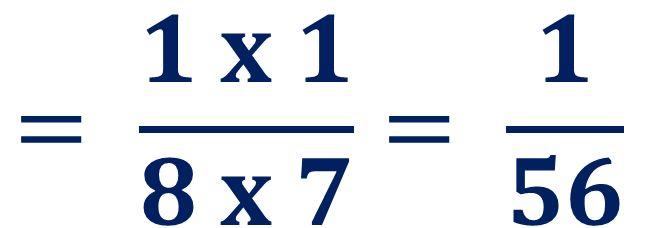 = 1 x 1 / 8 x 7 = 1 / 56